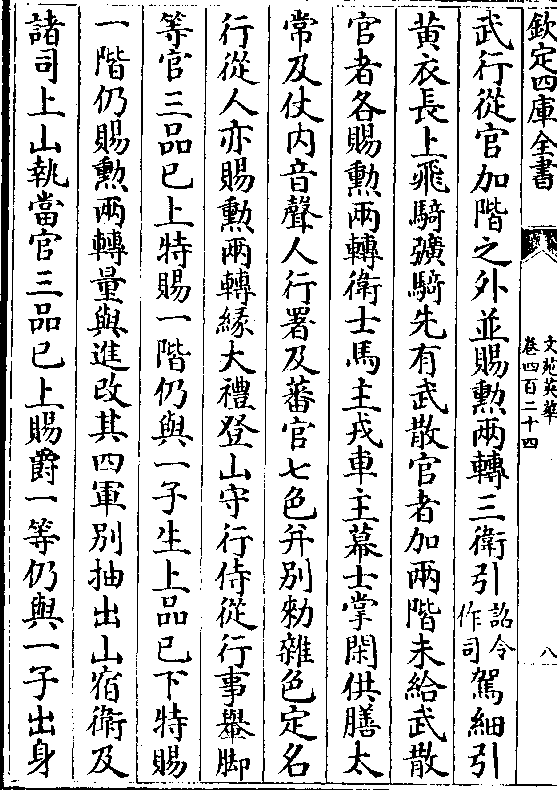 欽定四庫全書
文苑英華
卷四百二十四
八
武行從官加階之外並賜勲兩轉三衛引詔令作司駕細引
黃衣長上飛騎彍騎先有武散官者加兩階未給武散
官者各賜勲兩轉衛士馬主戎車主幕士掌閑供膳太
常及仗内音聲人行署及蕃官七色并别勑雜色定名
行從人亦賜勲兩轉緣大禮登山守行侍從行事舉脚
等官三品已上特賜一階仍與一子生上品已下特賜
一階仍賜勲兩轉量與進改其四軍别抽出山宿衛及
諸司上山執當官三品已上賜爵一等仍與一子出身